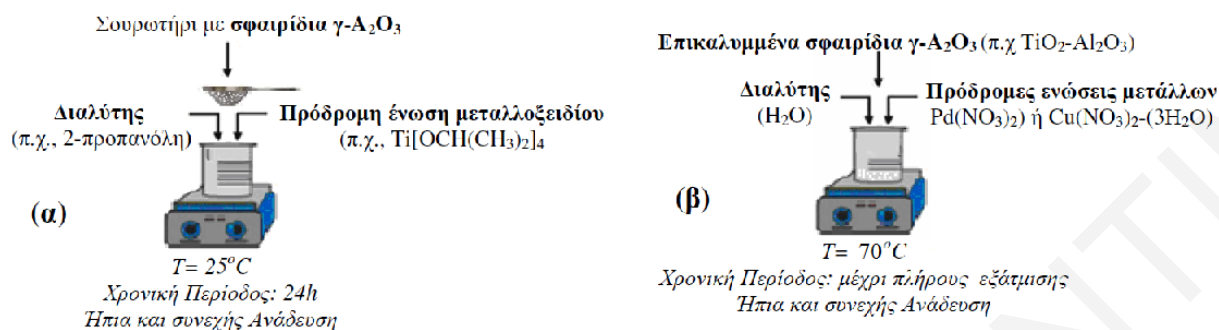 Σουρωτήρι με σφαιρίδια γ-A₂O₃
Διαλύτης
(π.χ., 2-προπανόλη)
Πρόδρομη ένωση μεταλλοξειδίου
(π.χ., Ti[OCH(CH₃)₂]₄
(α)
T= 25°C
Χρονική Περίοδος: 24h
Ήπια και συνεχής Ανάδευση
Επικαλυμμένα σφαιρίδια γ-A₂O₃ (π.χ TiO₂-Al₂O₃)
Διαλύτης
(H₂O)
Πρόδρομες ενώσεις μετάλλων
Pd(NO₃)₂) ή Cu(NO₃)₂-(3H₂O)
(β)
T= 70°C
Χρονική Περίοδος: μέχρι πλήρους εξάτμισης
Ήπια και συνεχής Ανάδευση